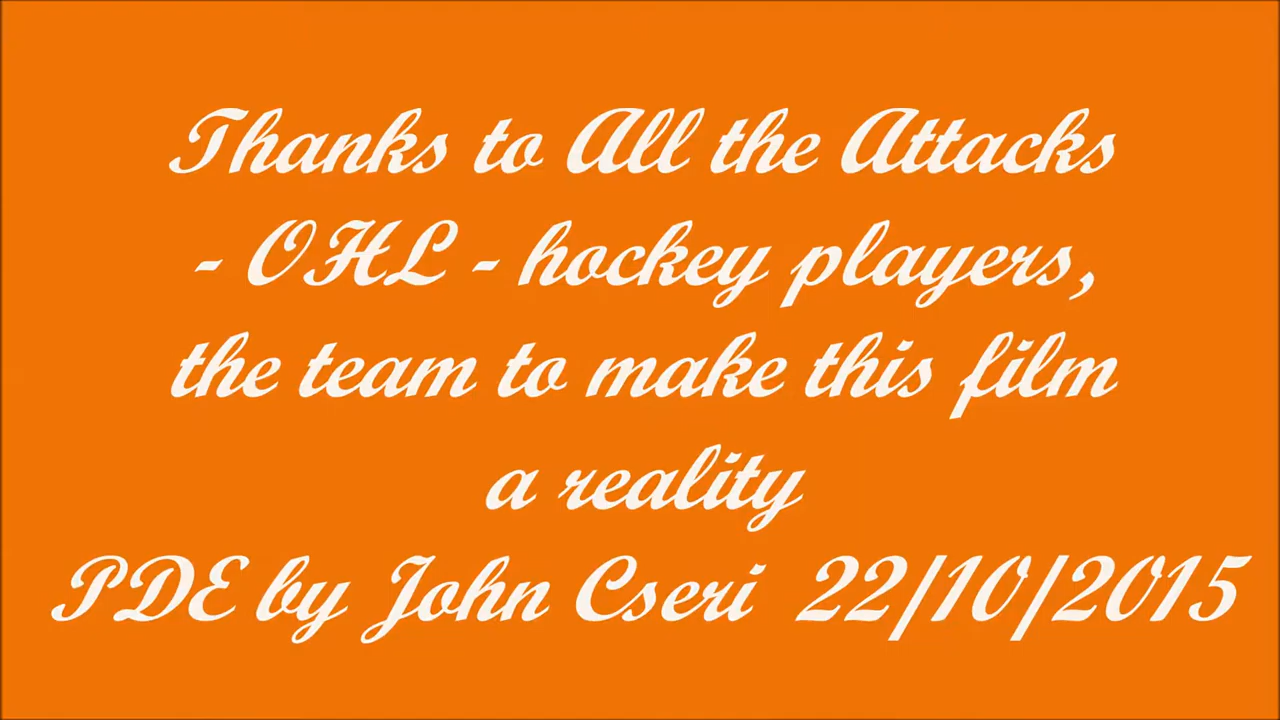 Thanks to All the Attacks
- OHL - hockey players,
the team to make this film
a reality
PDE by John Cseri 22/10/2015